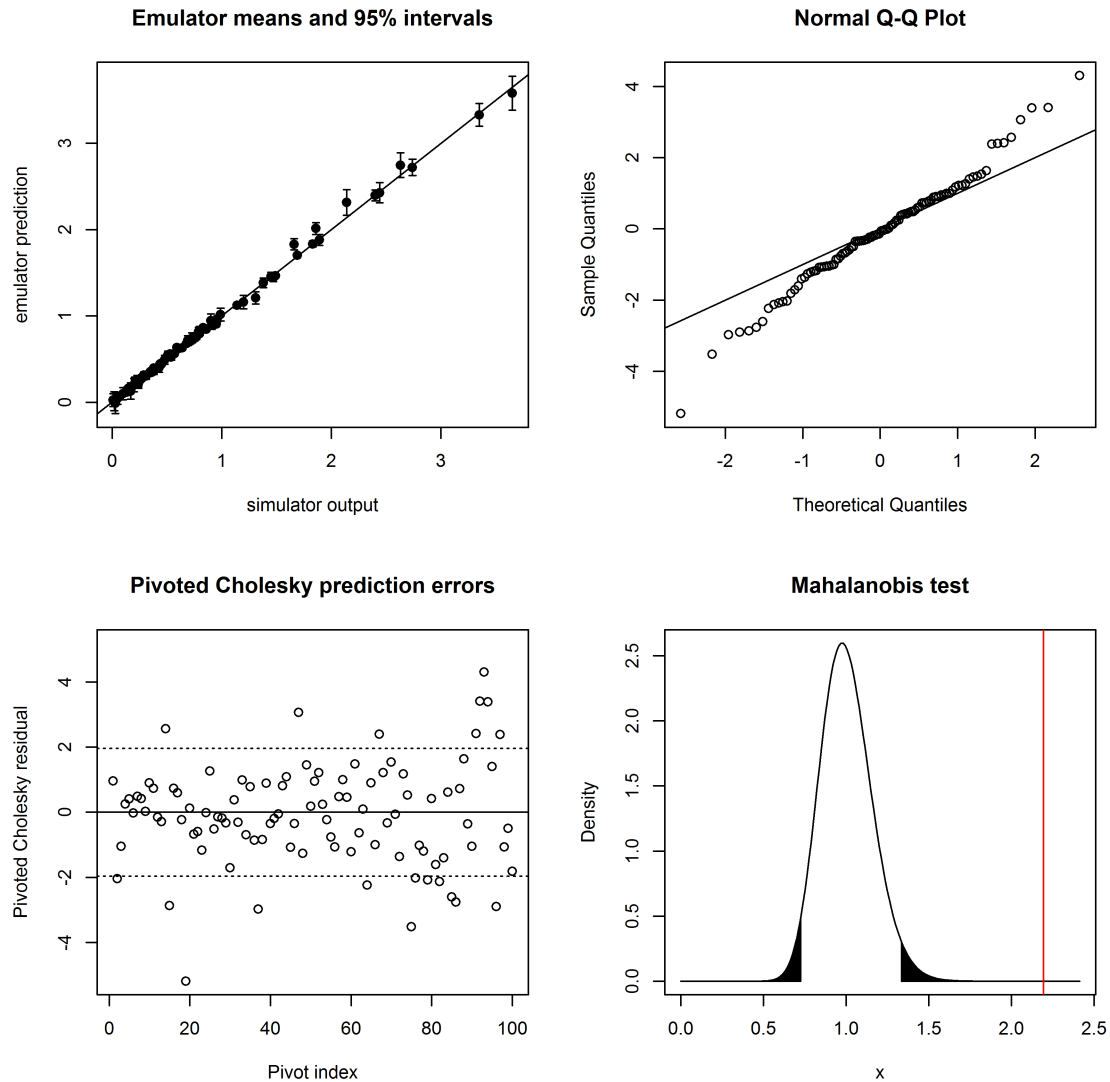 Emulator means and 95% intervals
emulator prediction
3
2
1
0
0 1 2 3
simulator output
Normal Q-Q Plot
Sample Quantiles
4
2
0
-2
-4
-2 -1 0 1 2
Theoretical Quantiles
Pivoted Cholesky prediction errors
Pivoted Cholesky residual
4
2
0
-2
-4
0 20 40 60 80 100
Pivot index
Mahalanobis test
Density
2.5
2.0
1.5
1.0
0.5
0.0
0.0 0.5 1.0 1.5 2.0 2.5
x